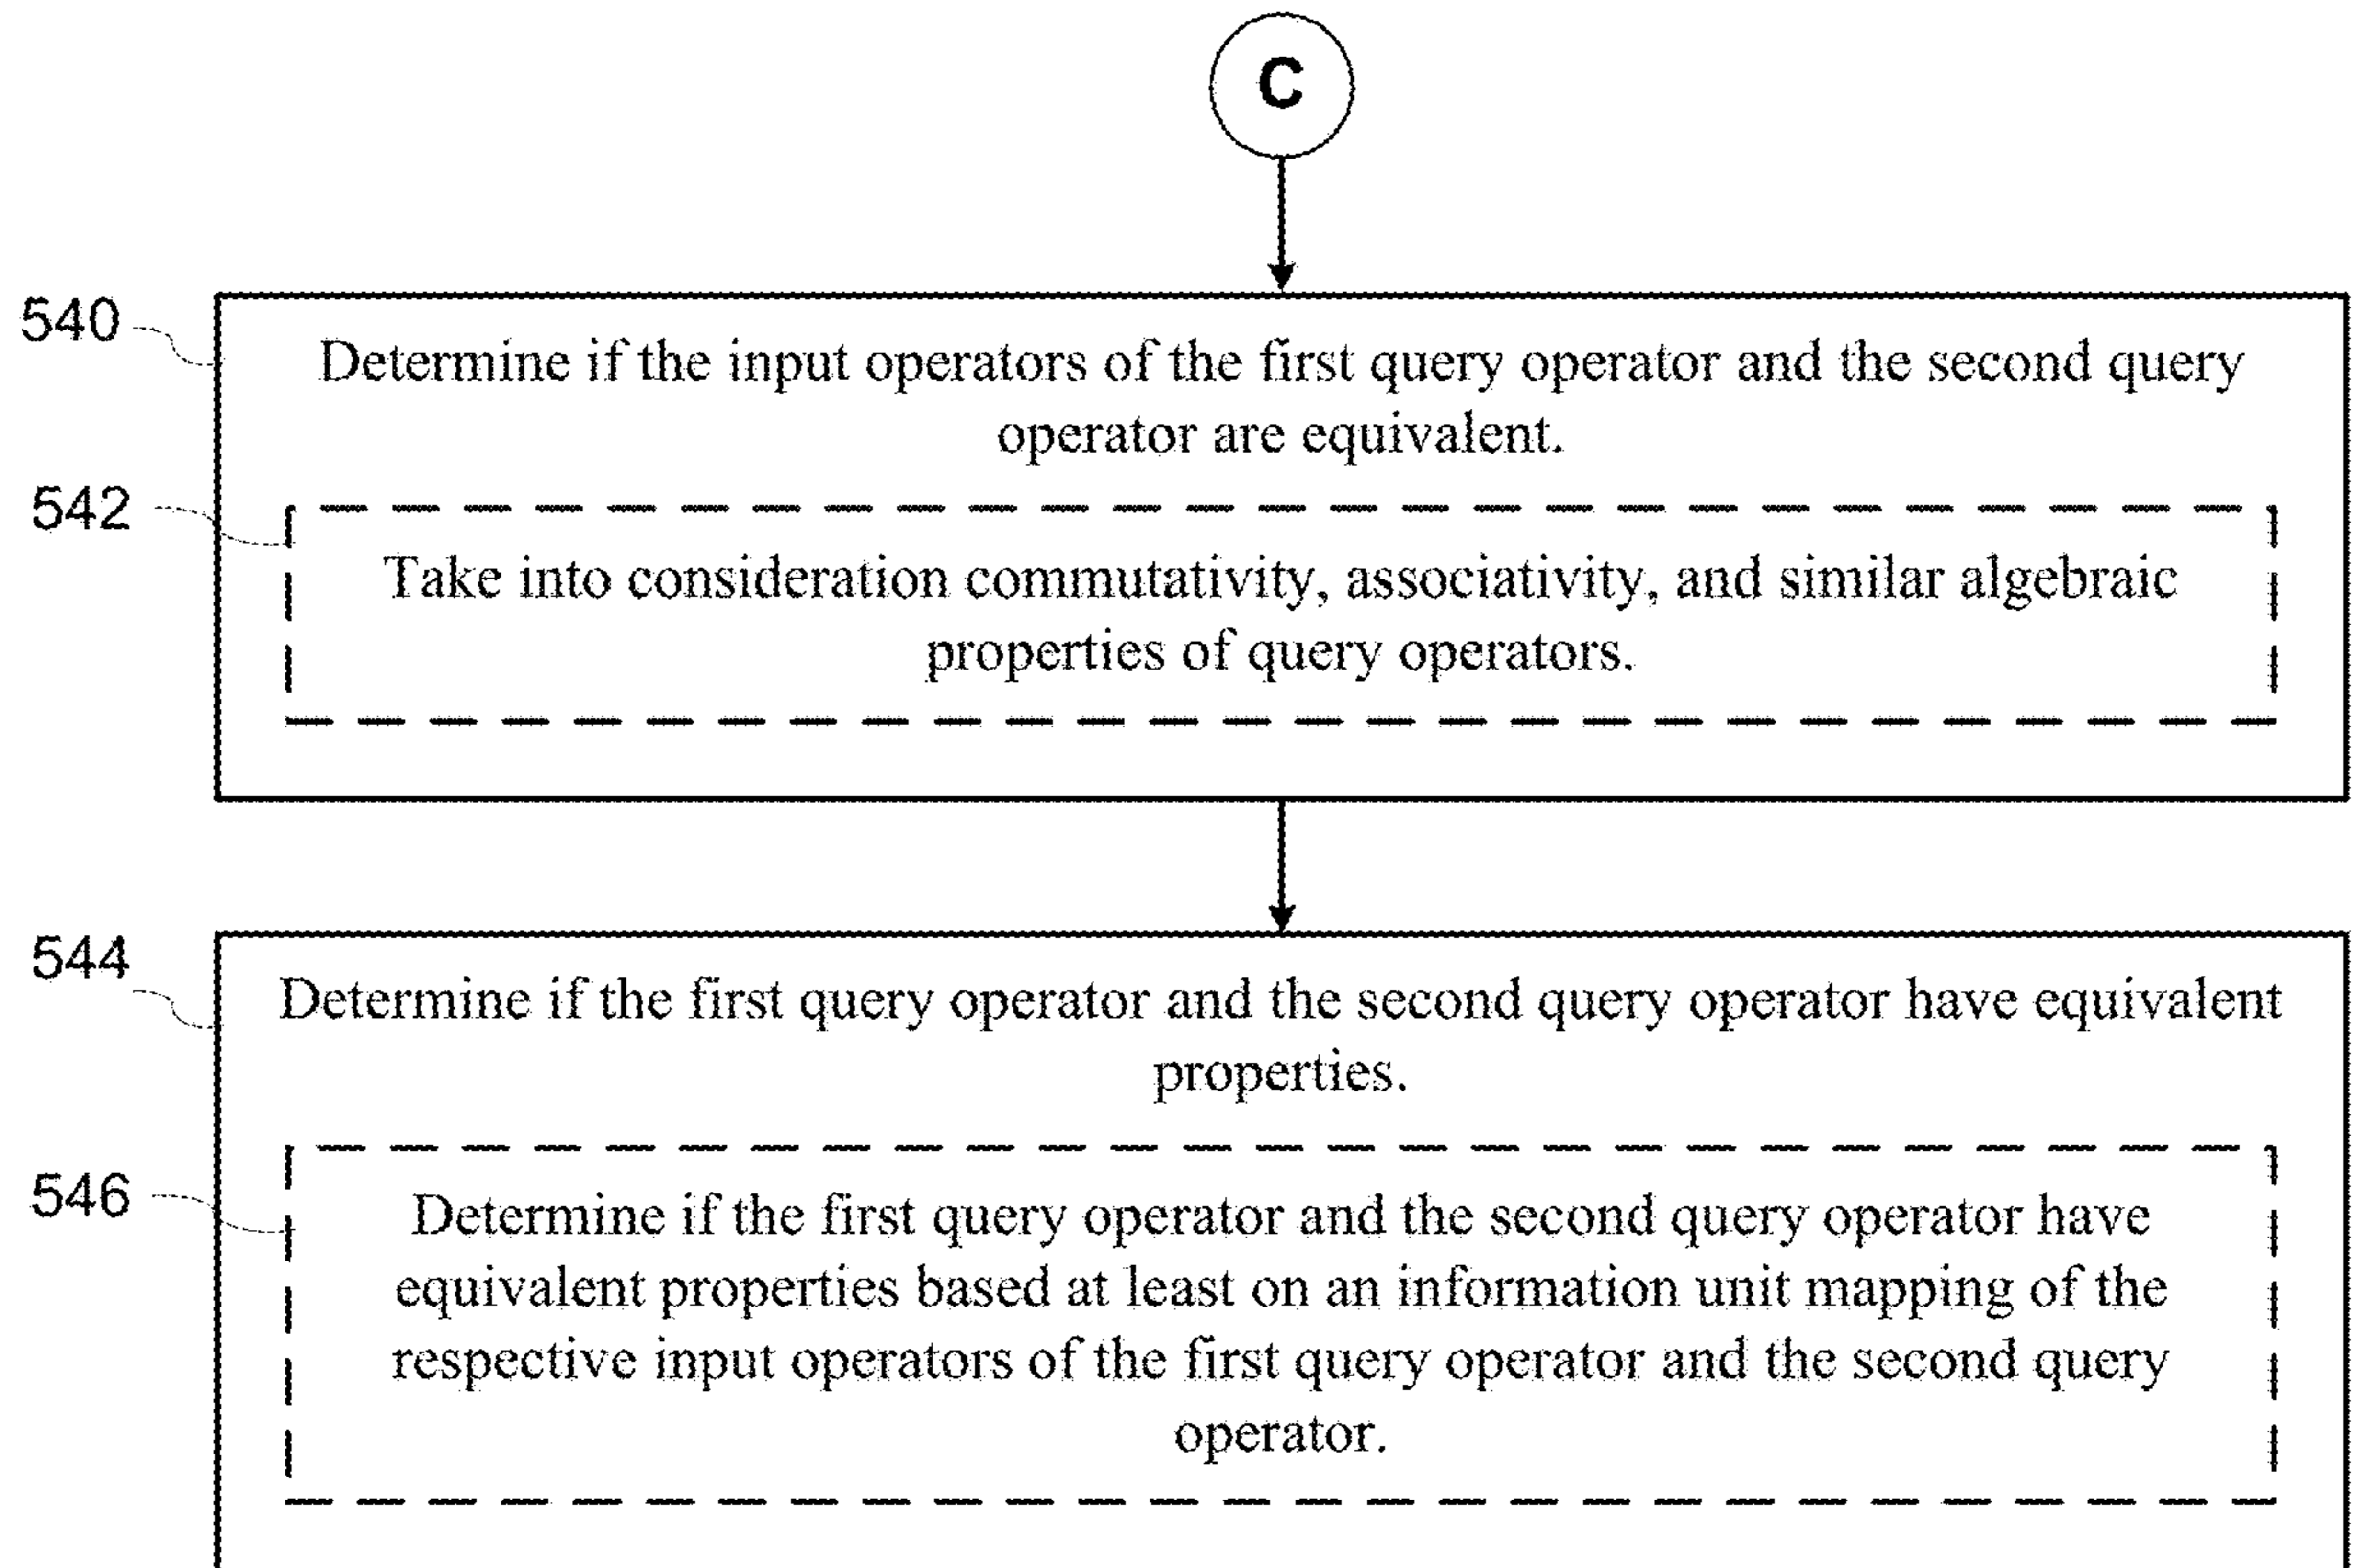 C
540
Determine if the input operators of the first query operator and the second query
operator are equivalent.
542
Take into consideration commutativity, associativity, and similar algebraic
properties of query operators.
544
Determine if the first query operator and the second query operator have equivalent
properties.
546
Determine if the first query operator and the second query operator have
equivalent properties based at least on an information unit mapping of the
respective input operators of the first query operator and the second query
operator.